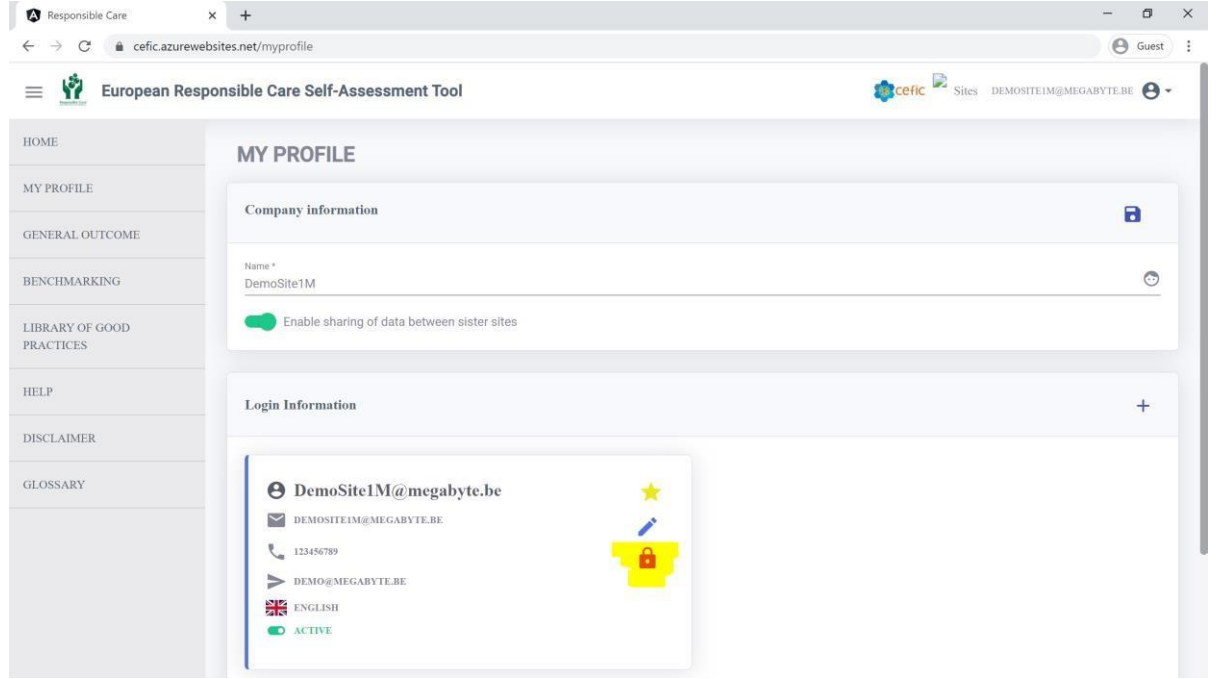 Responsible Care
cefic.azurewebsites.net/myprofile
Guest
European Responsible Care Self-Assessment Tool
cefic
Sites
DEMOSITE1M@MEGABYTE.BE
HOME
MY PROFILE
GENERAL OUTCOME
BENCHMARKING
LIBRARY OF GOOD
PRACTICES
HELP
DISCLAIMER
GLOSSARY
MY PROFILE
Company information
Name *
DemoSite1M
Enable sharing of data between sister sites
Login Information
DemoSite1M@megabyte.be
DEMOSITE1M@MEGABYTE.BE
123456789
DEMO@MEGABYTE.BE
ENGLISH
ACTIVE